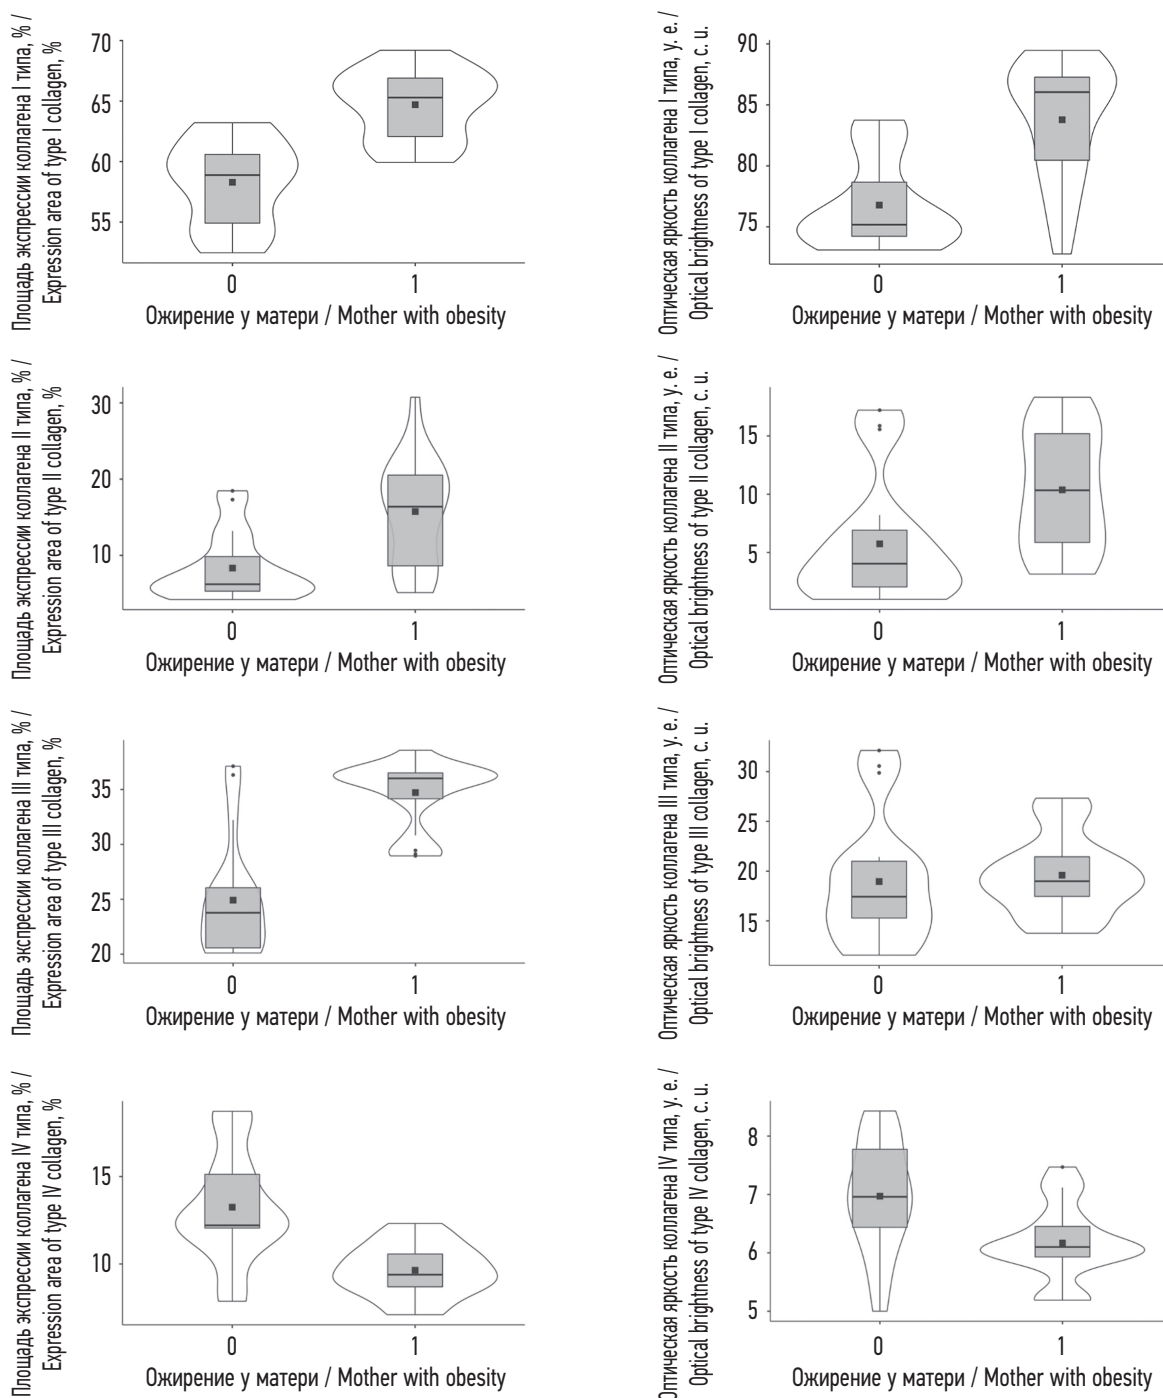 Площадь экспрессии коллагена I типа, % /
Expression area of type I collagen, %
70
65
60
55
0
1
Ожирение у матери / Mother with obesity
Оптическая яркость коллагена I типа, у. е. /
Optical brightness of type I collagen, c. u.
90
85
80
75
0
1
Ожирение у матери / Mother with obesity
Площадь экспрессии коллагена II типа, % /
Expression area of type II collagen, %
30
20
10
0
1
Ожирение у матери / Mother with obesity
Оптическая яркость коллагена II типа, у. е. /
Optical brightness of type II collagen, c. u.
15
10
5
0
1
Ожирение у матери / Mother with obesity
Площадь экспрессии коллагена III типа, % /
Expression area of type III collagen, %
35
30
25
20
0
1
Ожирение у матери / Mother with obesity
Оптическая яркость коллагена III типа, у. е. /
Optical brightness of type III collagen, c. u.
30
25
20
15
0
1
Ожирение у матери / Mother with obesity
Площадь экспрессии коллагена IV типа, % /
Expression area of type IV collagen, %
15
10
0
1
Ожирение у матери / Mother with obesity
Оптическая яркость коллагена IV типа, у. е. /
Optical brightness of type IV collagen, c. u.
8
7
6
5
0
1
Ожирение у матери / Mother with obesity